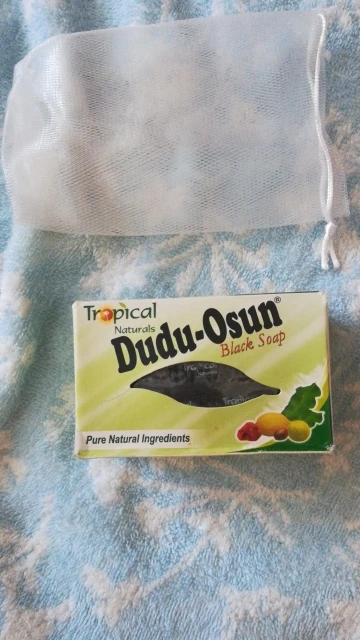 Tropical
Naturals
Dudu-Osun®
Black Soap
Pure Natural Ingredients